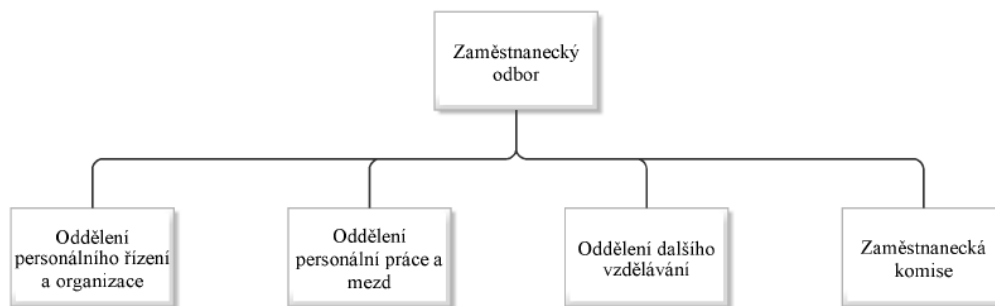 Zaměstnanecký
odbor
Oddělení
personálního řízení
a organizace
Oddělení
personální práce a
mezd
Oddělení dalšího
vzdělávání
Zaměstnanecká
komise